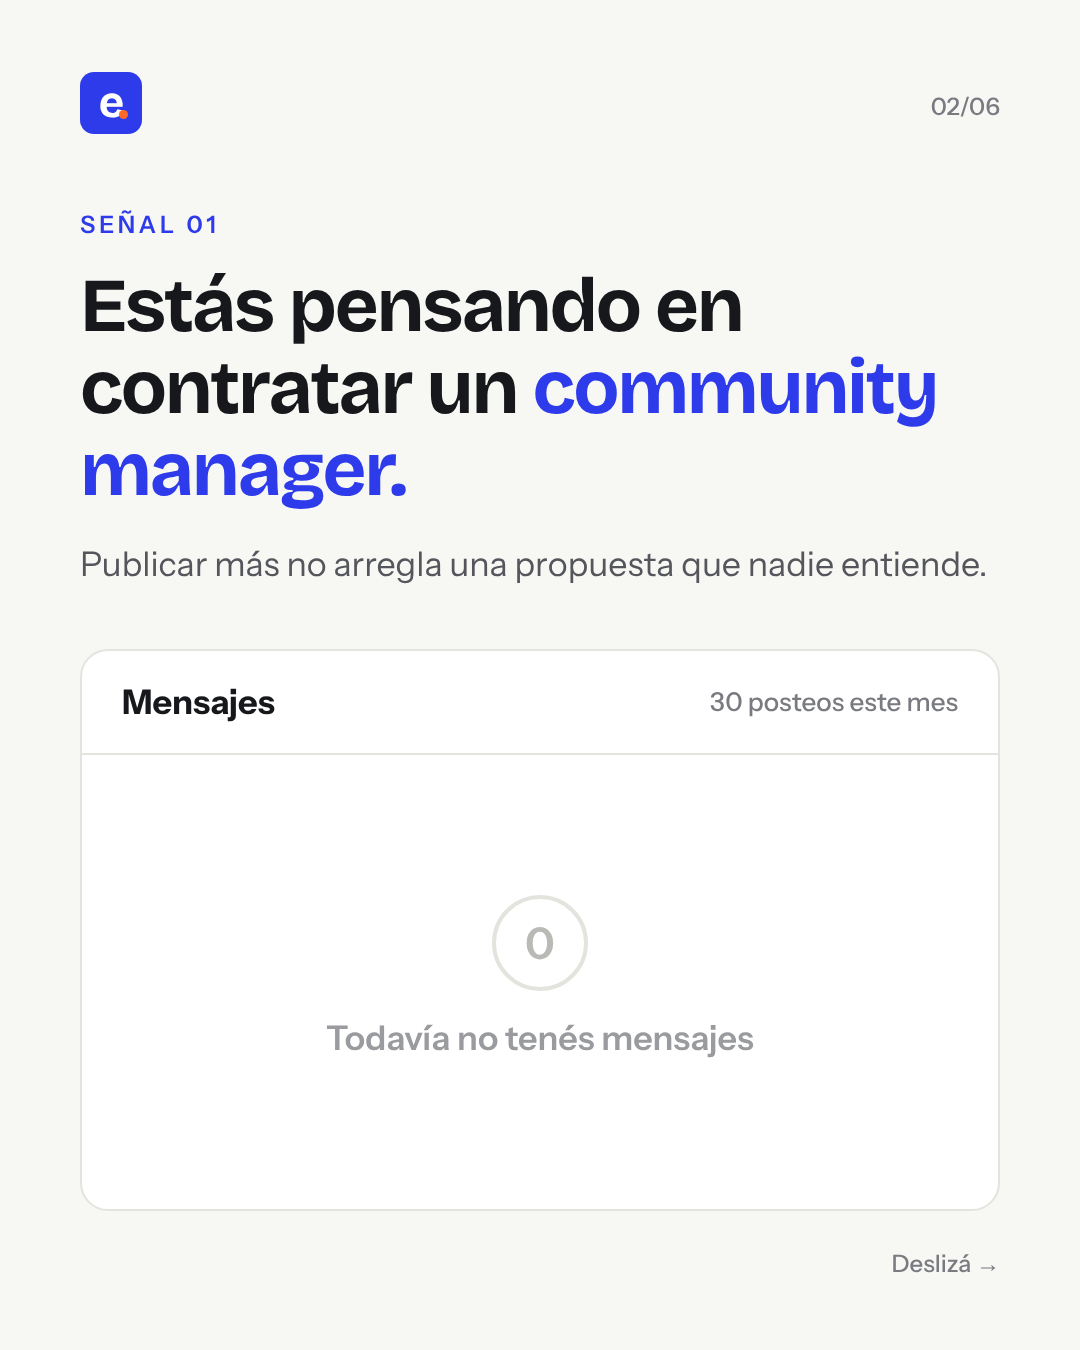 e.
02/06
SEÑAL 01
Estás pensando en
contratar un community
manager.
Publicar más no arregla una propuesta que nadie entiende.
Mensajes
30 posteos este mes
0
Todavía no tenés mensajes
Deslizá →